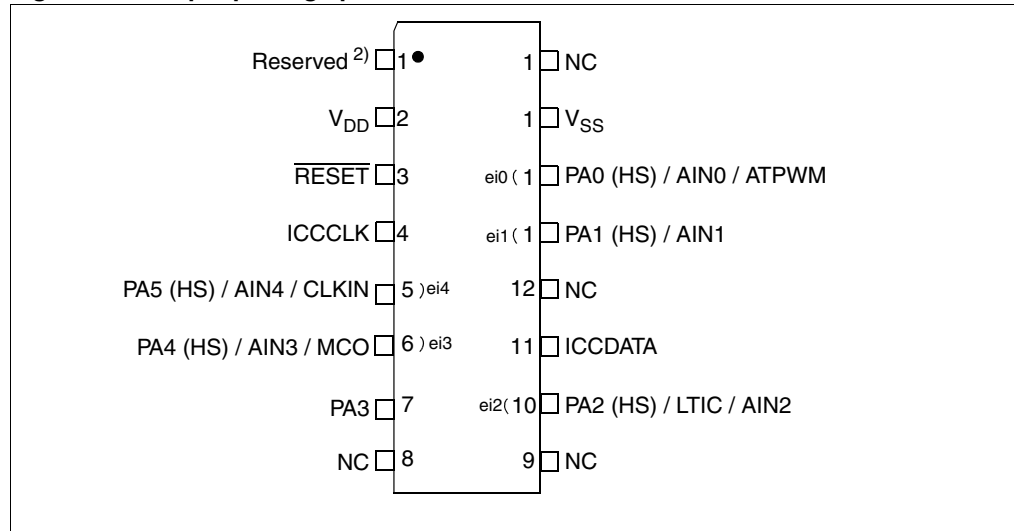 Reserved 2) 1 1 NC
VDD 2 1 VSS
RESET 3 ei0 ( 1 PA0 (HS) / AIN0 / ATPWM
ICCCLK 4 ei1 ( 1 PA1 (HS) / AIN1
PA5 (HS) / AIN4 / CLKIN 5 ) ei4 12 NC
PA4 (HS) / AIN3 / MCO 6 ) ei3 11 ICCDATA
PA3 7 ei2 ( 10 PA2 (HS) / LTIC / AIN2
NC 8 9 NC